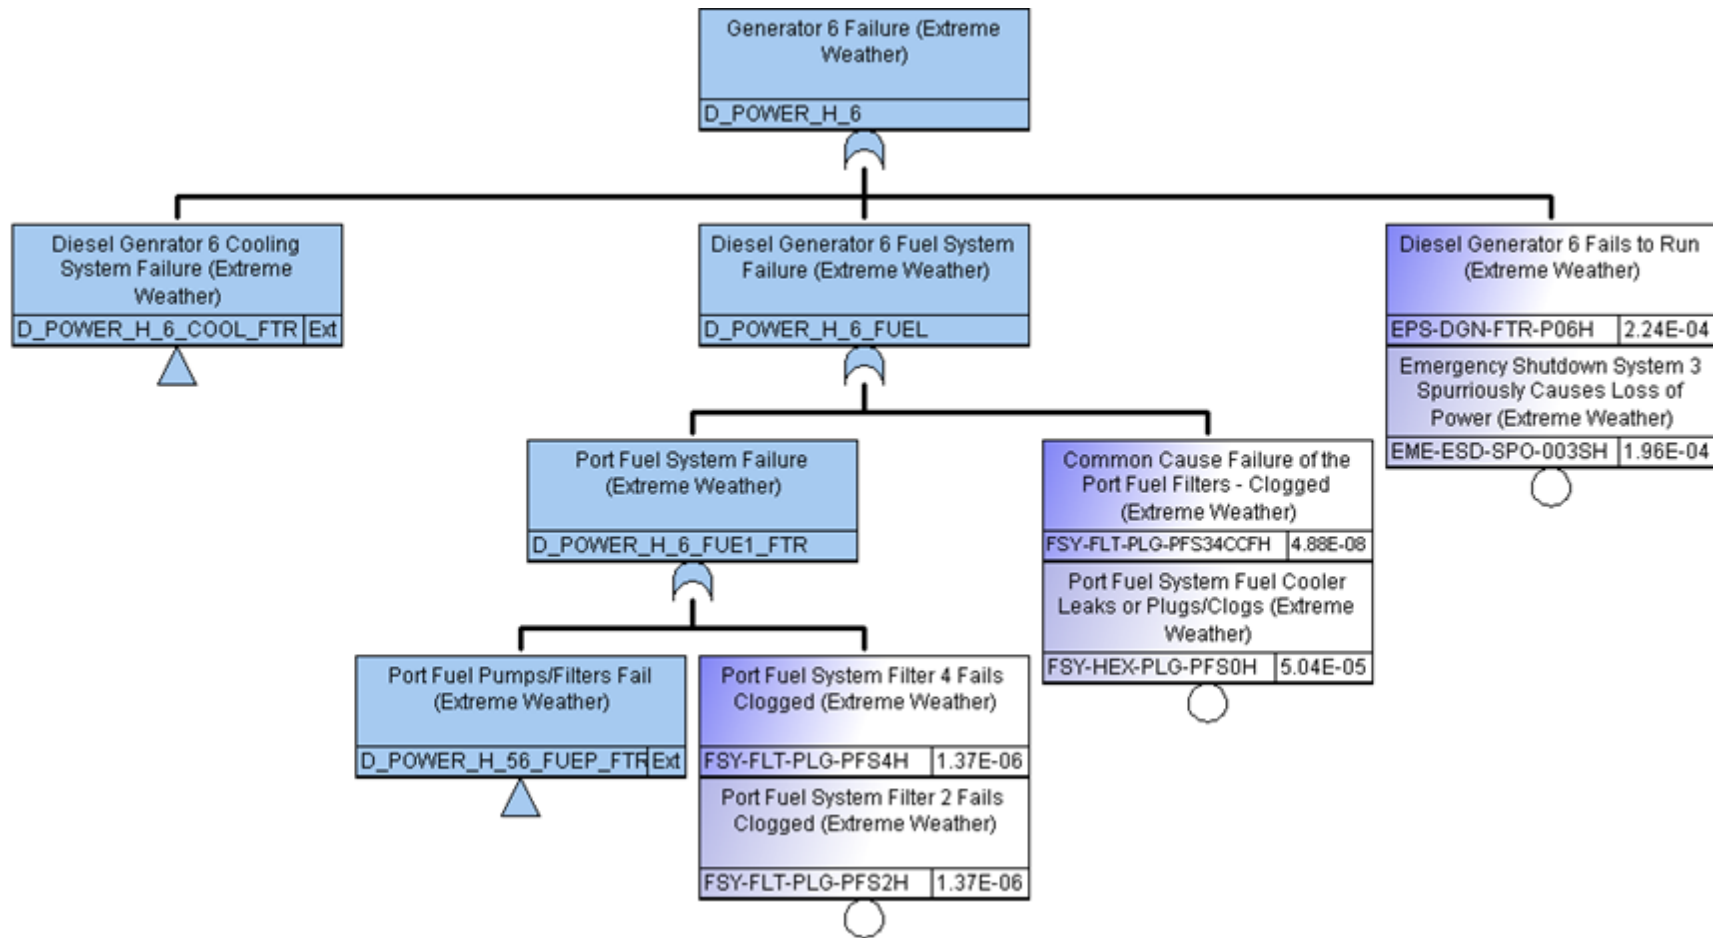 Generator 6 Failure (Extreme
Weather)
D_POWER_H_6
Diesel Genrator 6 Cooling
System Failure (Extreme
Weather)
D_POWER_H_6_COOL_FTR Ext
Diesel Generator 6 Fuel System
Failure (Extreme Weather)
D_POWER_H_6_FUEL
Diesel Generator 6 Fails to Run
(Extreme Weather)
EPS-DGN-FTR-P06H 2.24E-04
Emergency Shutdown System 3
Spurriously Causes Loss of
Power (Extreme Weather)
EME-ESD-SPO-003SH 1.96E-04
Port Fuel System Failure
(Extreme Weather)
D_POWER_H_6_FUE1_FTR
Common Cause Failure of the
Port Fuel Filters - Clogged
(Extreme Weather)
FSY-FLT-PLG-PFS34CCFH 4.88E-08
Port Fuel System Fuel Cooler
Leaks or Plugs/Clogs (Extreme
Weather)
FSY-HEX-PLG-PFS0H 5.04E-05
Port Fuel Pumps/Filters Fail
(Extreme Weather)
D_POWER_H_56_FUEP_FTR Ext
Port Fuel System Filter 4 Fails
Clogged (Extreme Weather)
FSY-FLT-PLG-PFS4H 1.37E-06
Port Fuel System Filter 2 Fails
Clogged (Extreme Weather)
FSY-FLT-PLG-PFS2H 1.37E-06